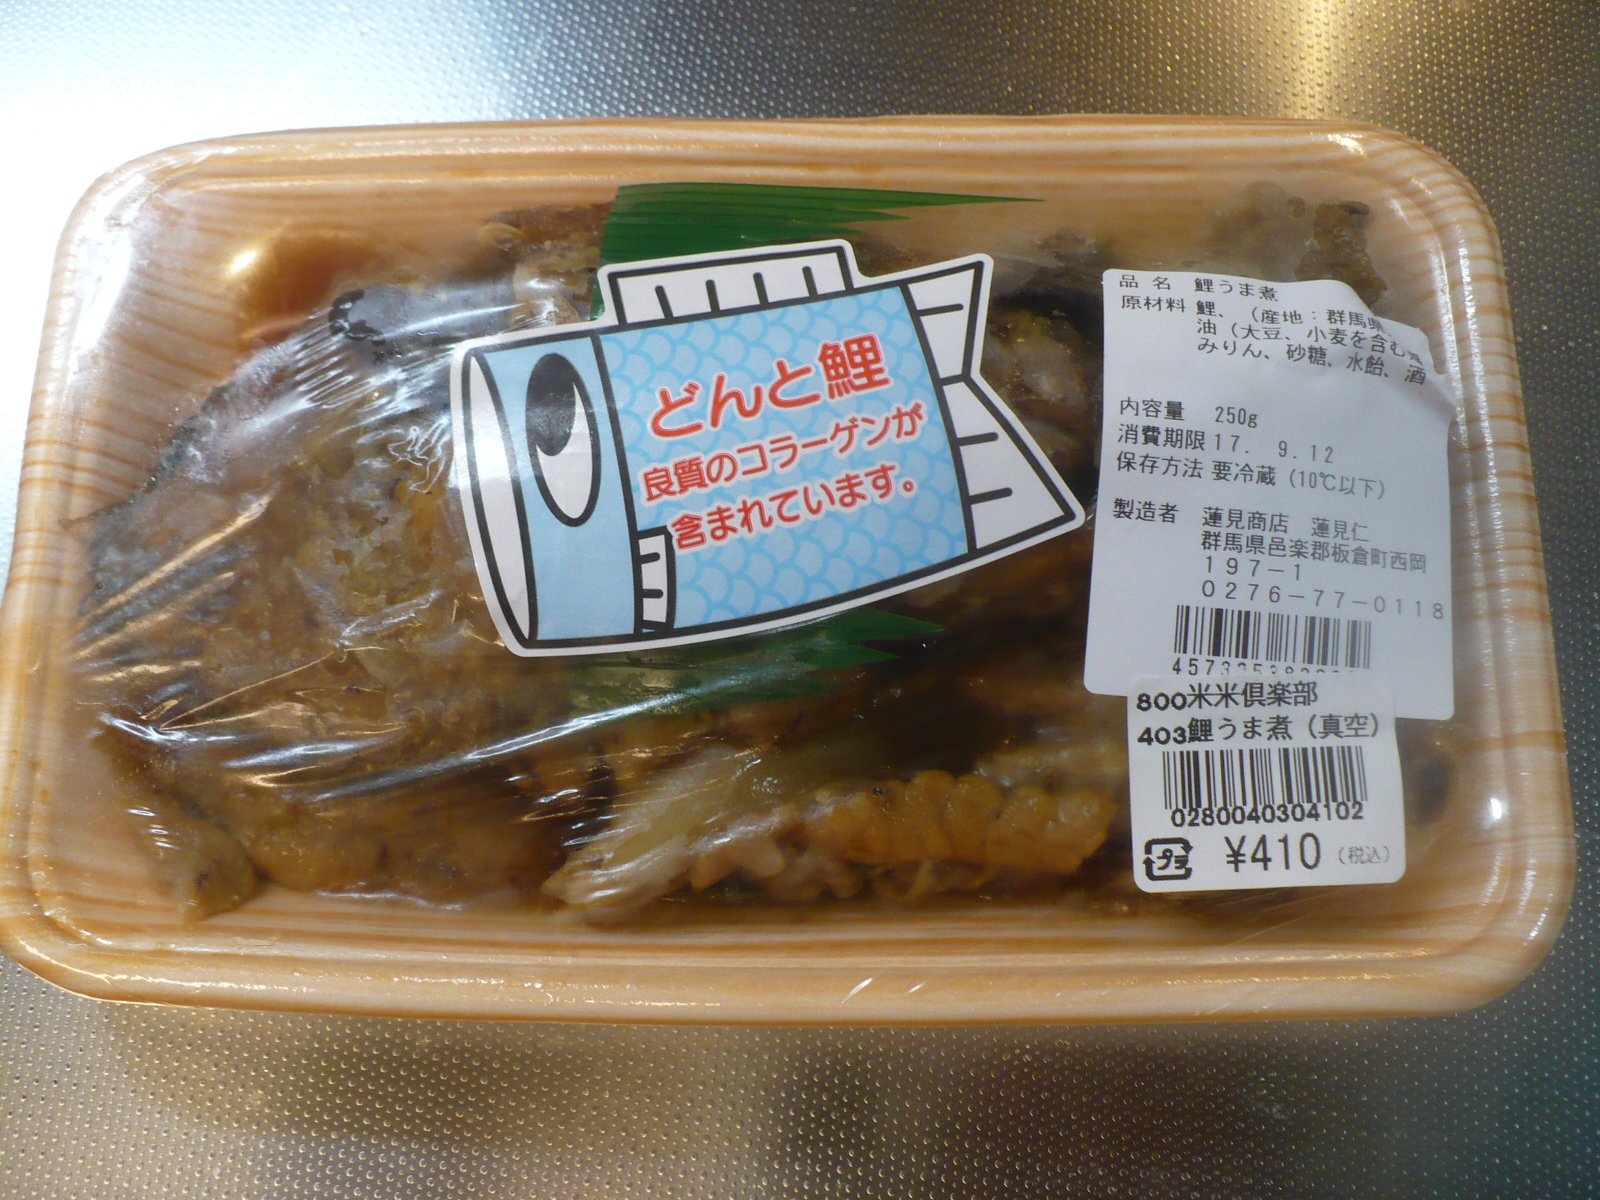 どんと鯉
良質のコラーゲンが
含まれています。
品名 鯉うま煮
原材料 鯉、(産地:群馬県
油(大豆、小麦を含む
みりん、砂糖、水飴、酒
内容量 250g
消費期限 17. 9.12
保存方法 要冷蔵(10℃以下)
製造者 蓮見商店 蓮見仁
群馬県邑楽郡板倉町西岡
197-1
0276-77-0118
800米米倶楽部
403鯉うま煮(真空)
0280040304102
プラ ¥410(税込)